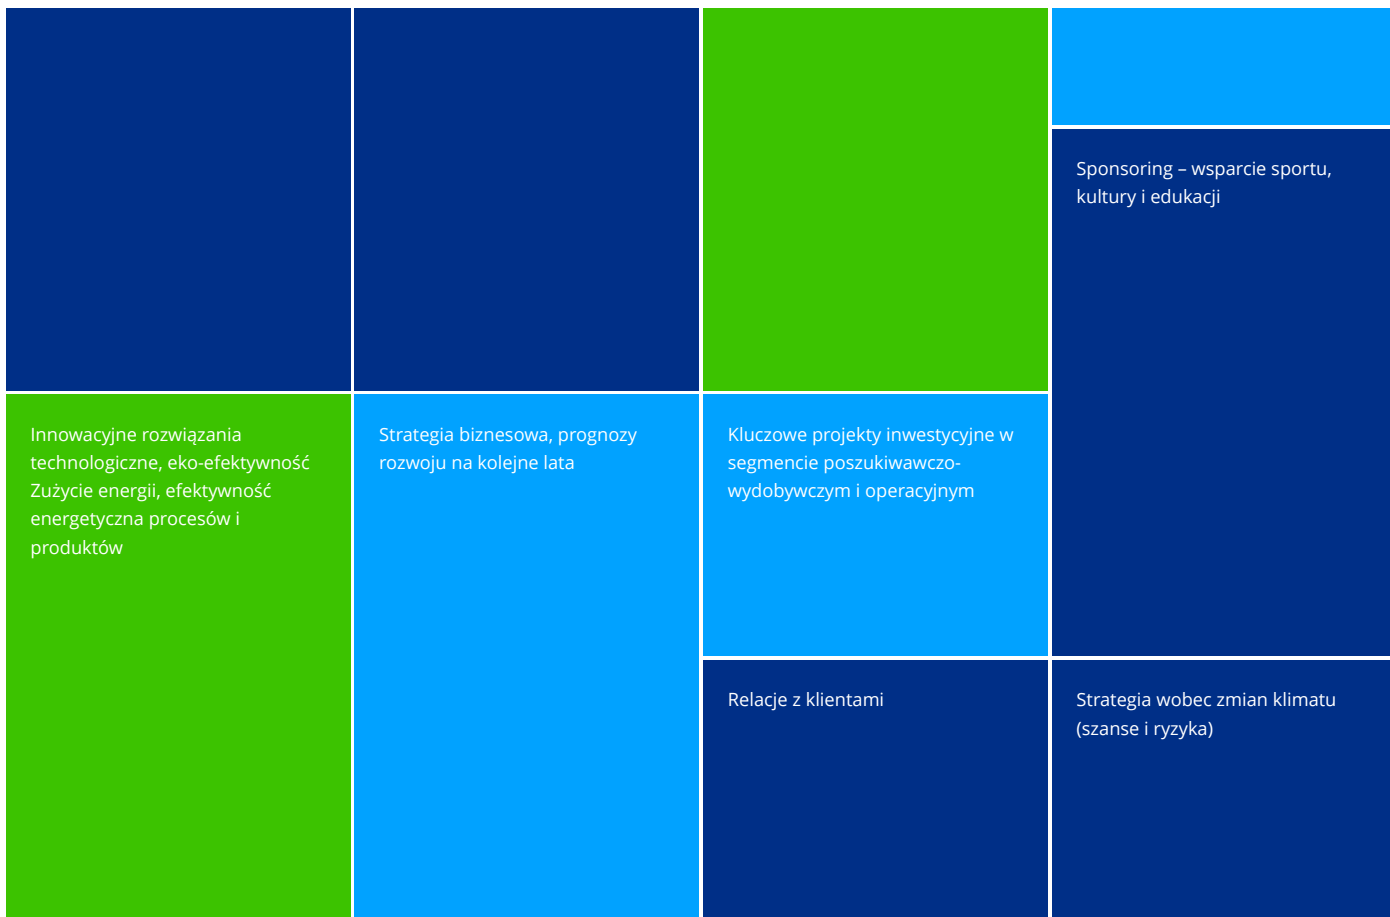 Sponsoring – wsparcie sportu,
kultury i edukacji
Innowacyjne rozwiązania
technologiczne, eko-efektywność
Zużycie energii, efektywność
energetyczna procesów i
produktów
Strategia biznesowa, prognozy
rozwoju na kolejne lata
Kluczowe projekty inwestycyjne w
segmencie poszukiwawczo-
wydobywczym i operacyjnym
Relacje z klientami
Strategia wobec zmian klimatu
(szanse i ryzyka)